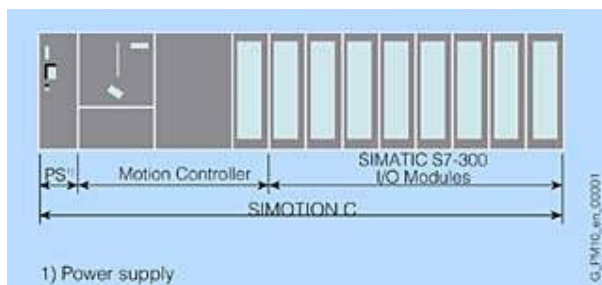 PS¹⁾
Motion Controller
SIMATIC S7-300
I/O Modules
SIMOTION C
1) Power supply
G_PM10_en_00001